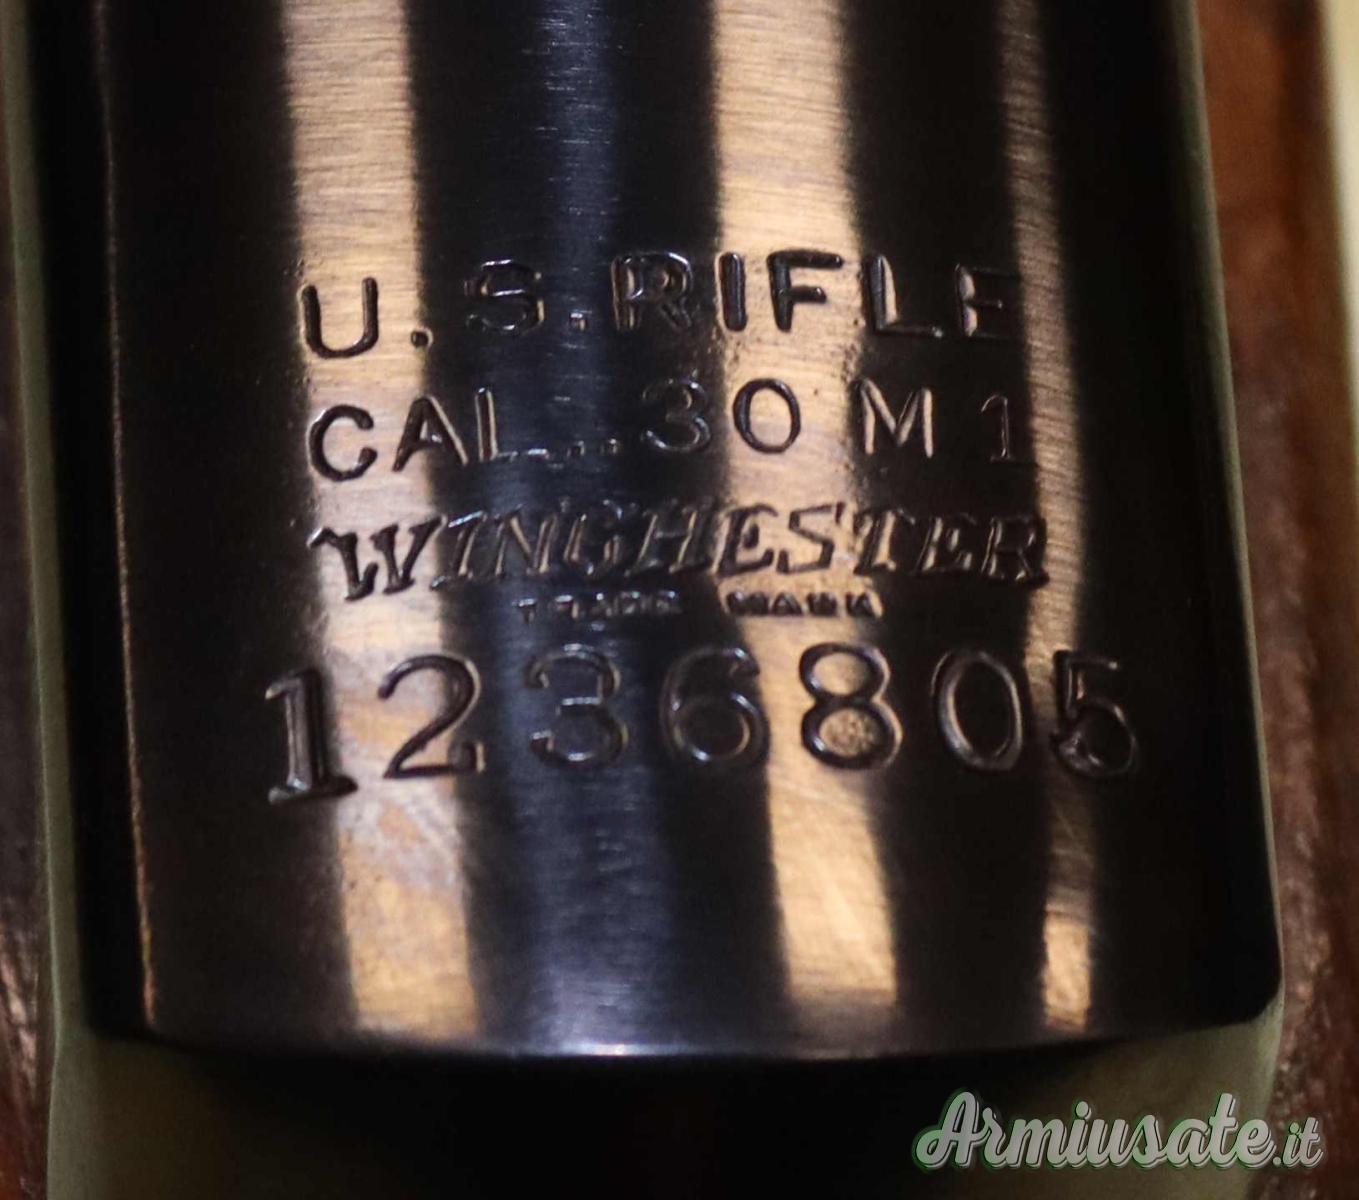 U.S.RIFLE
CAL. .30 M1
WINCHESTER
TRADE MARK
1236805
Armiusate.it